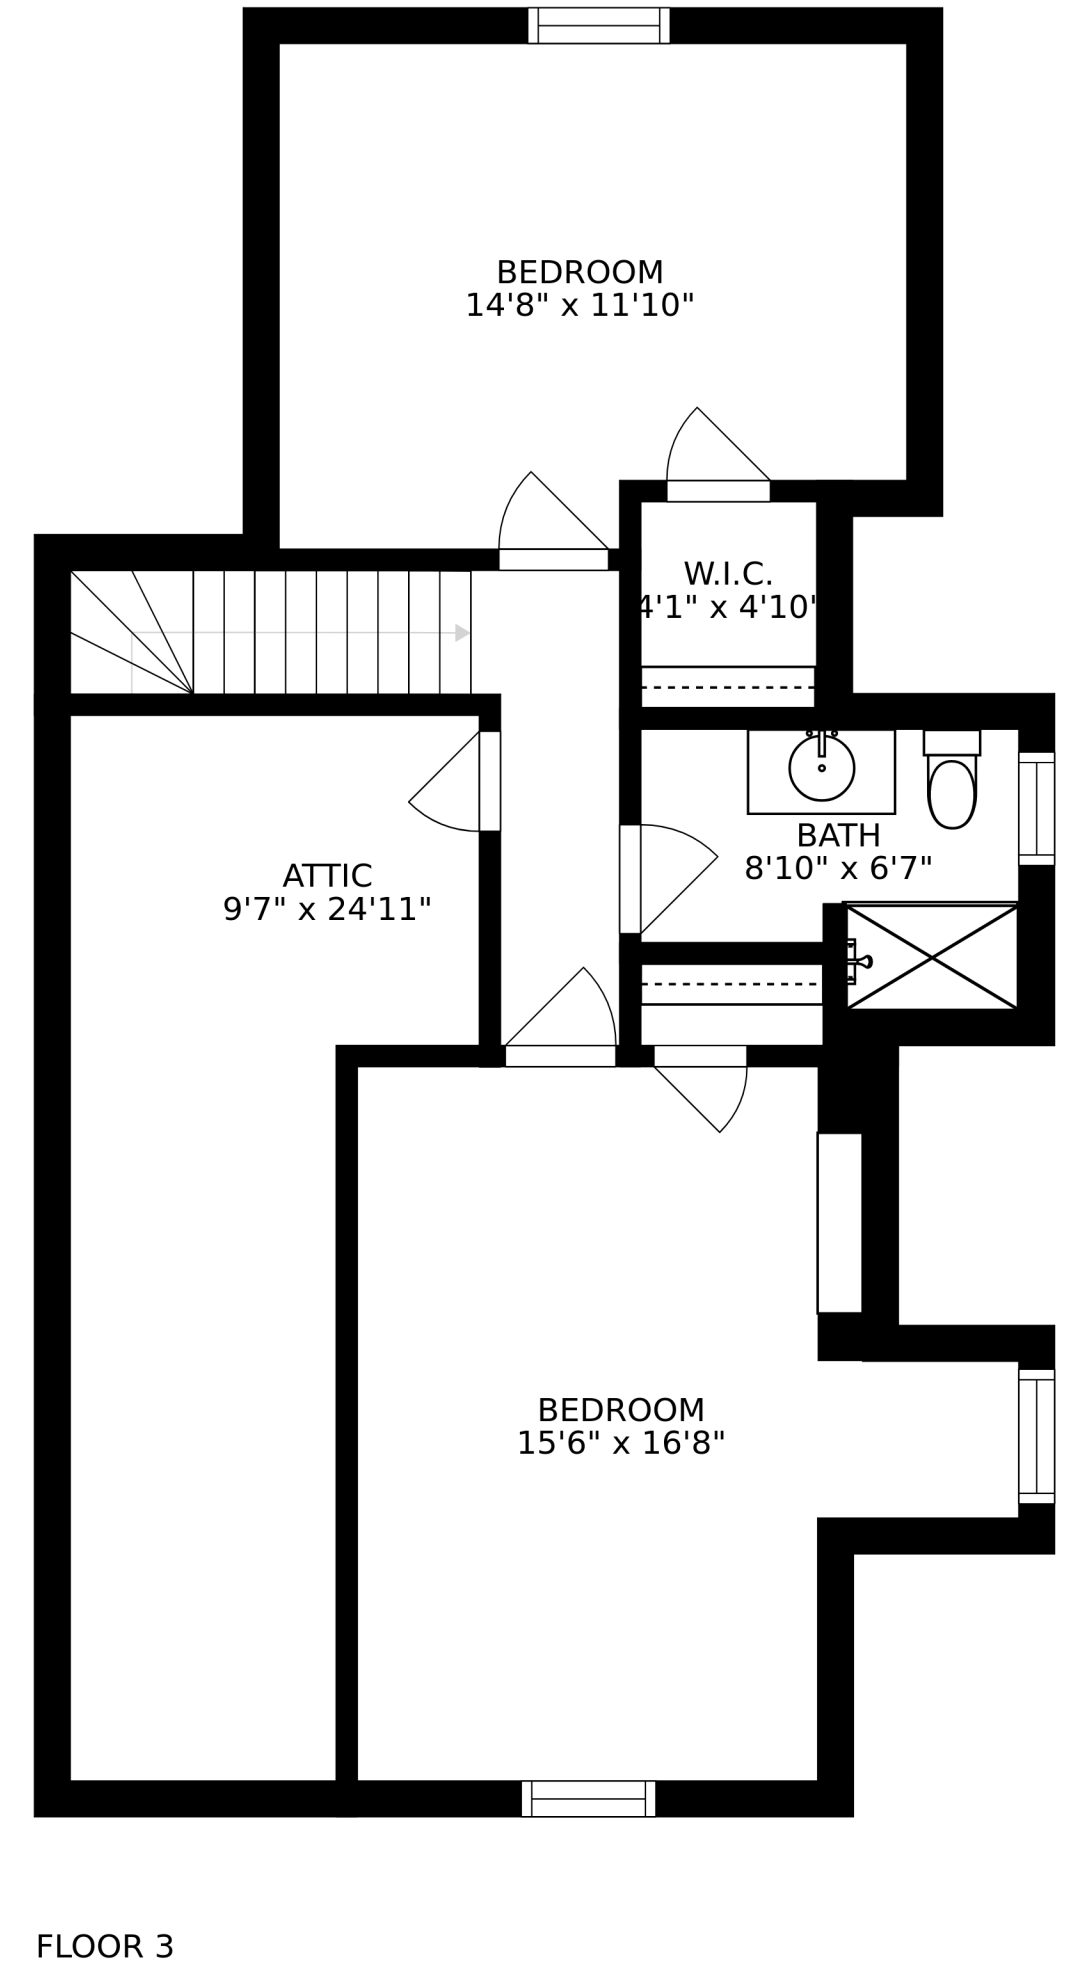 BEDROOM
14'8" x 11'10"
W.I.C.
4'1" x 4'10"
ATTIC
9'7" x 24'11"
BATH
8'10" x 6'7"
BEDROOM
15'6" x 16'8"
FLOOR 3